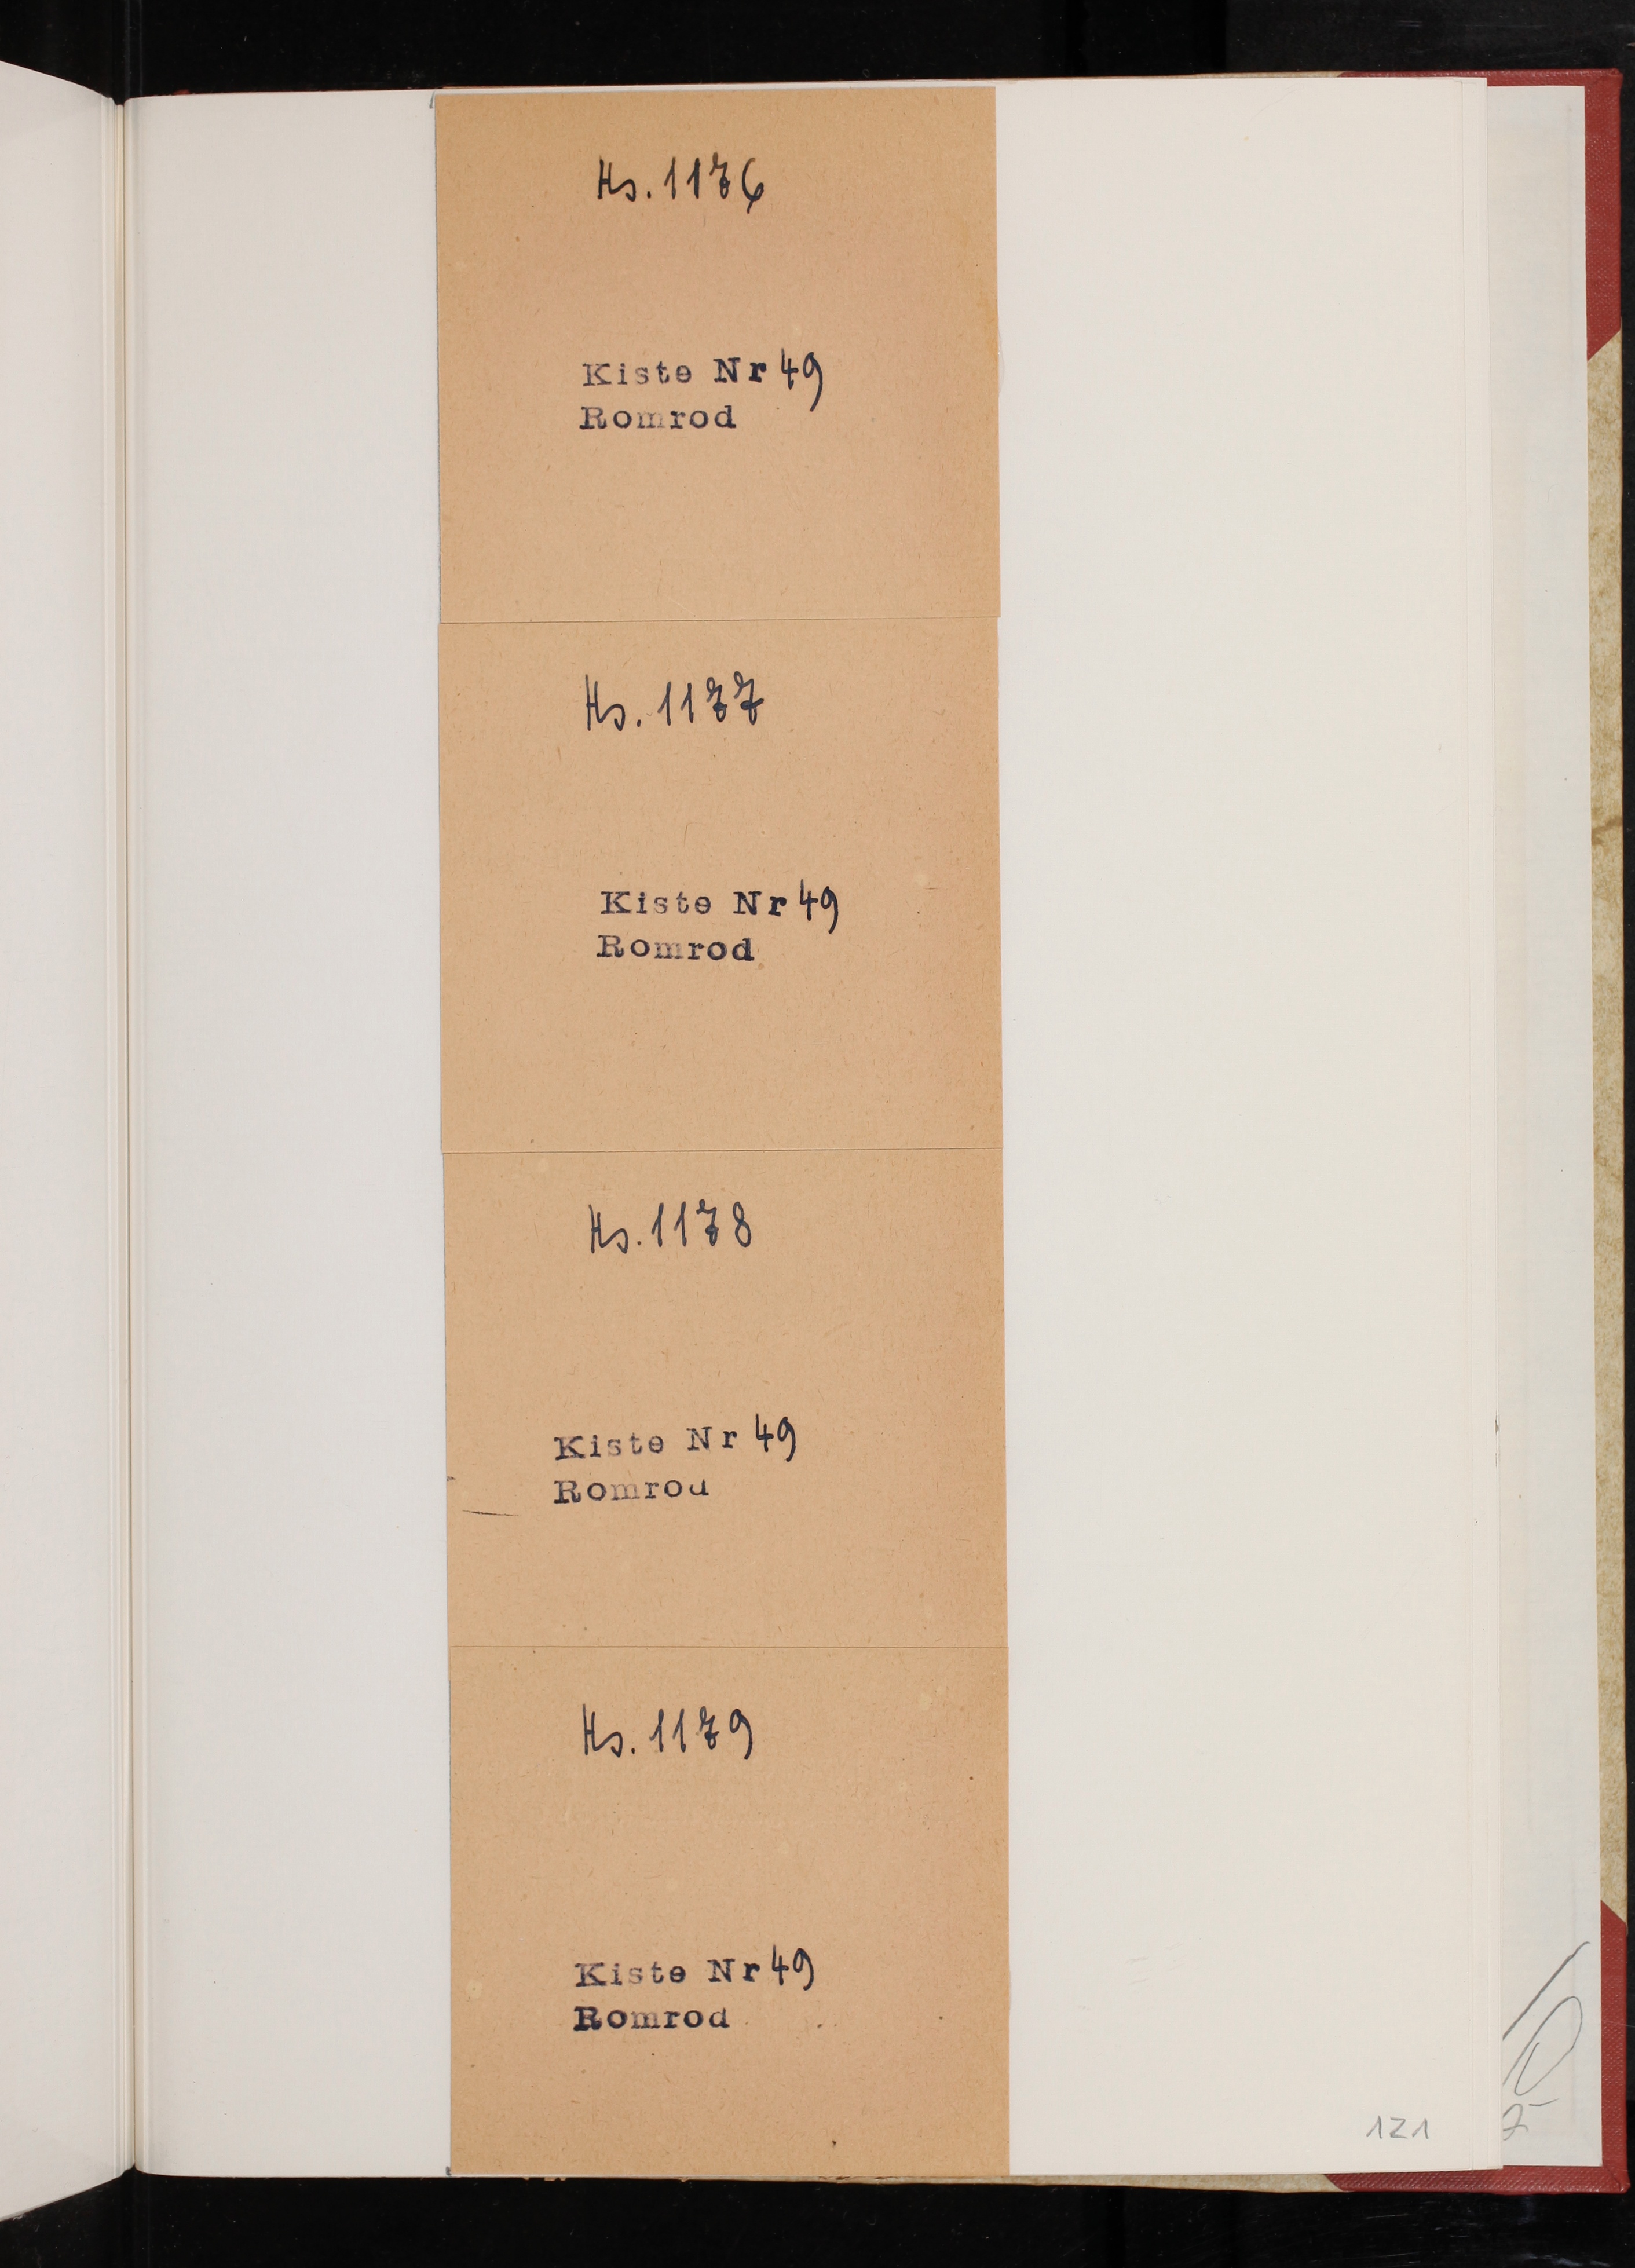 Hs. 1176
Kiste Nr 49
Romrod
Hs. 1177
Kiste Nr 49
Romrod
Hs. 1178
Kiste Nr 49
Romrod
Hs. 1179
Kiste Nr 49
Romrod
121